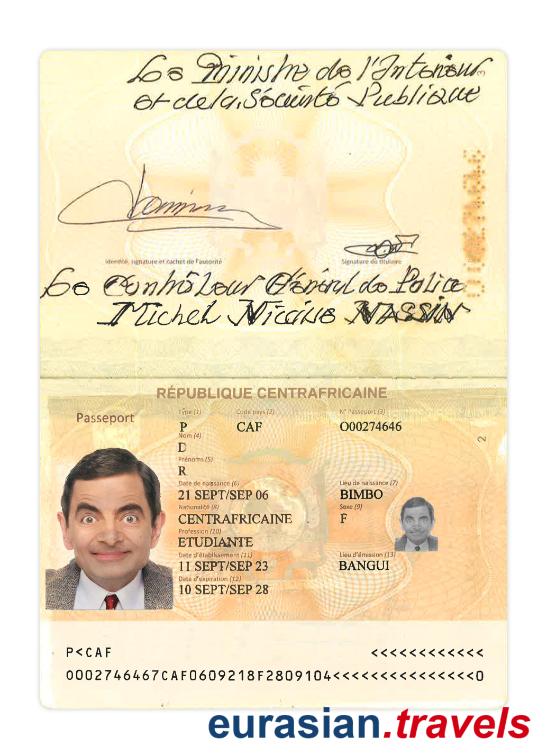 Le Ministre de l'Intérieur
et de la Sécurité Publique
Identité, signature et cachet de l'autorité
Signature du titulaire
Le Contrôleur Général de Police
Michel Nicaise NASSIN
RÉPUBLIQUE CENTRAFRICAINE
Passeport
Type (1) Code pays (2) N° Passeport (3)
P CAF O00274646
Nom (4)
D
Prénoms (5)
R
Date de naissance (6) Lieu de naissance (7)
21 SEPT/SEP 06 BIMBO
Nationalité (8) Sexe (9)
CENTRAFRICAINE F
Profession (10)
ETUDIANTE
Date d'établissement (11) Lieu d'émission (13)
11 SEPT/SEP 23 BANGUI
Date d'expiration (12)
10 SEPT/SEP 28
2
P<CAF <<<<<<<<<<<<
O002746467CAF0609218F2809104<<<<<<<<<<<<<<<0
eurasian.travels